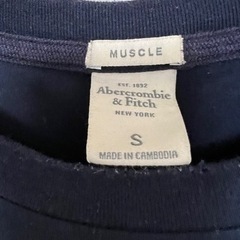 MUSCLE
EST. 1892
Abercrombie
& Fitch
NEW YORK
S
MADE IN CAMBODIA